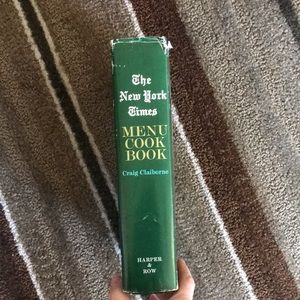 The
New York
Times
MENU
COOK
BOOK
Craig Claiborne
HARPER
&
ROW